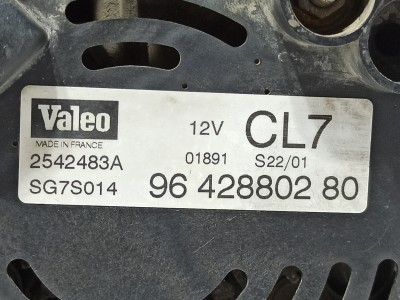 Valeo
MADE IN FRANCE
12V CL7
2542483A 01891 S22/01
SG7S014 96 428802 80